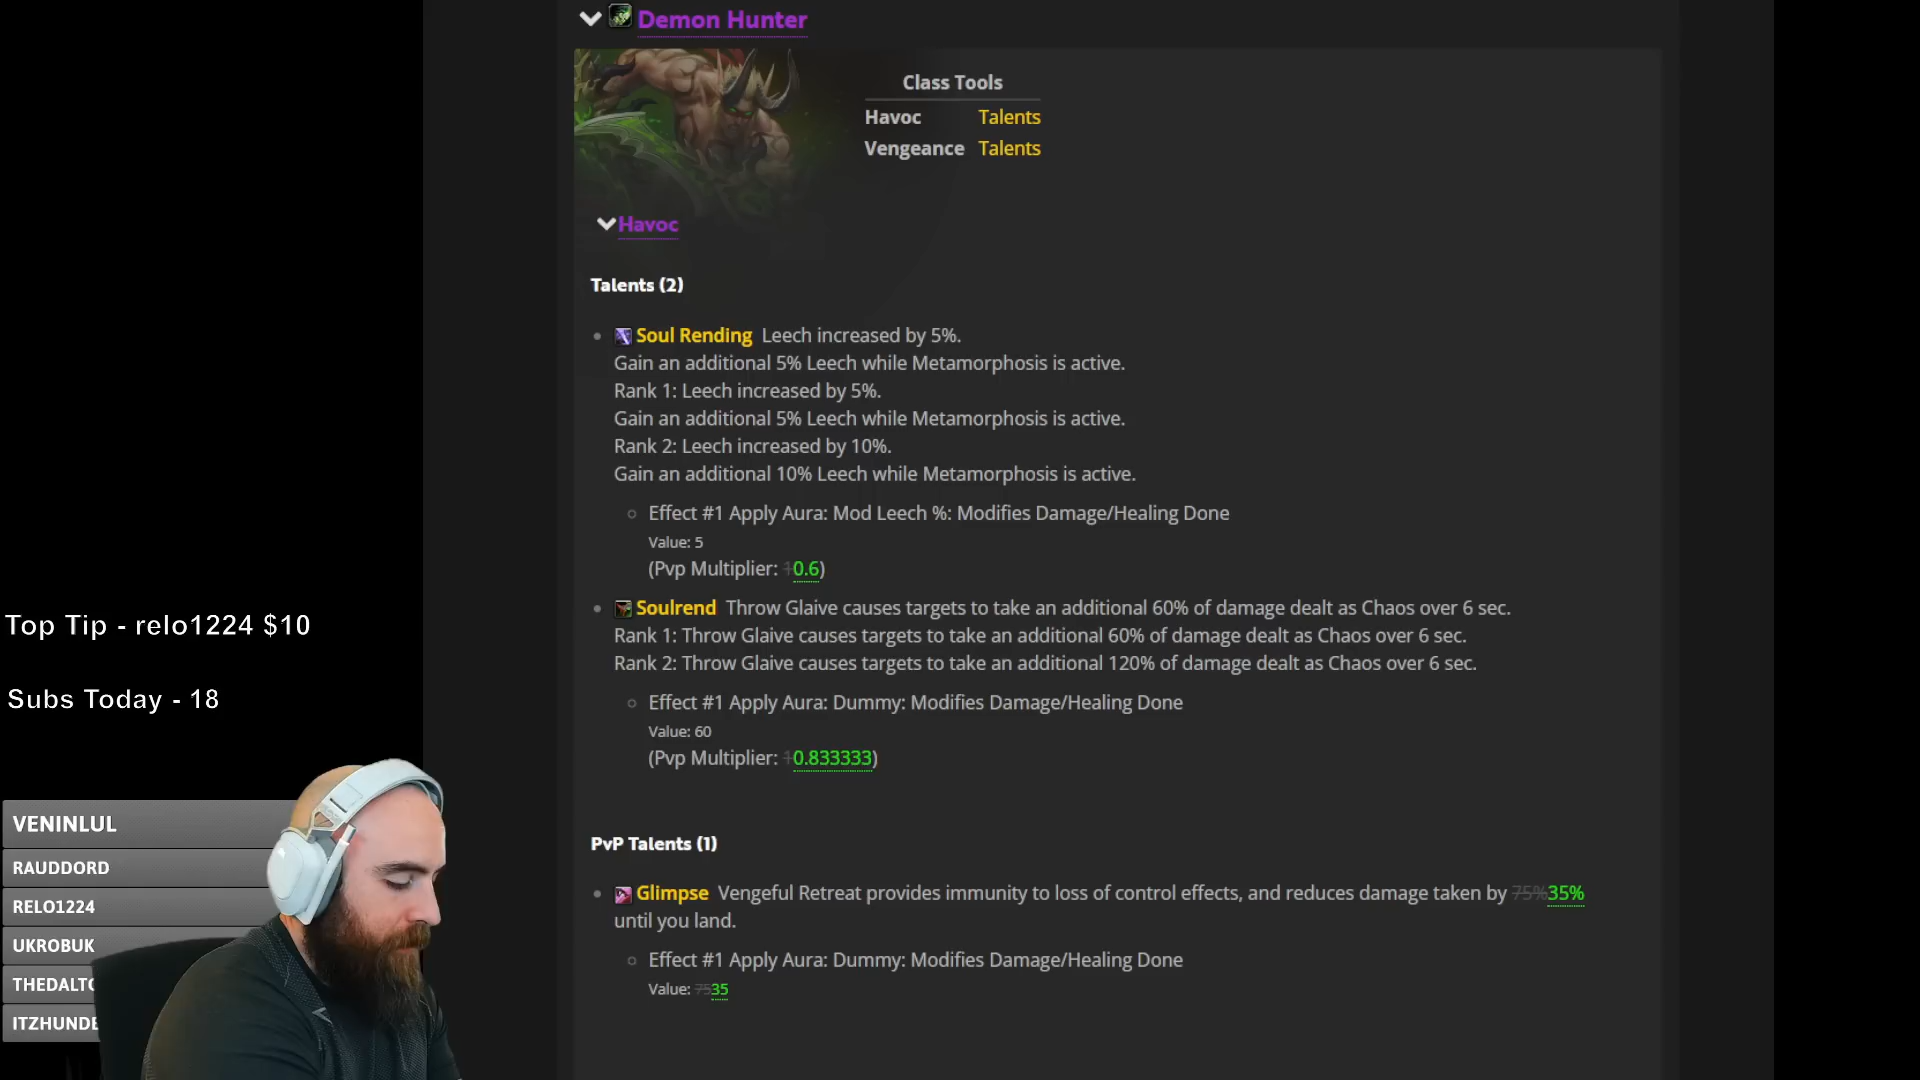 Demon Hunter
Class Tools
Havoc Talents
Vengeance Talents
Havoc
Talents (2)
Soul Rending Leech increased by 5%.
Gain an additional 5% Leech while Metamorphosis is active.
Rank 1: Leech increased by 5%.
Gain an additional 5% Leech while Metamorphosis is active.
Rank 2: Leech increased by 10%.
Gain an additional 10% Leech while Metamorphosis is active.
Effect #1 Apply Aura: Mod Leech %: Modifies Damage/Healing Done
Value: 5
(Pvp Multiplier: 10.6)
Soulrend Throw Glaive causes targets to take an additional 60% of damage dealt as Chaos over 6 sec.
Rank 1: Throw Glaive causes targets to take an additional 60% of damage dealt as Chaos over 6 sec.
Rank 2: Throw Glaive causes targets to take an additional 120% of damage dealt as Chaos over 6 sec.
Effect #1 Apply Aura: Dummy: Modifies Damage/Healing Done
Value: 60
(Pvp Multiplier: 10.833333)
PvP Talents (1)
Glimpse Vengeful Retreat provides immunity to loss of control effects, and reduces damage taken by 75%35%
until you land.
Effect #1 Apply Aura: Dummy: Modifies Damage/Healing Done
Value: 7535
Top Tip - relo1224 $10
Subs Today - 18
VENINLUL
RAUDDORD
RELO1224
UKROBUK
THEDALTO
ITZHUNDE